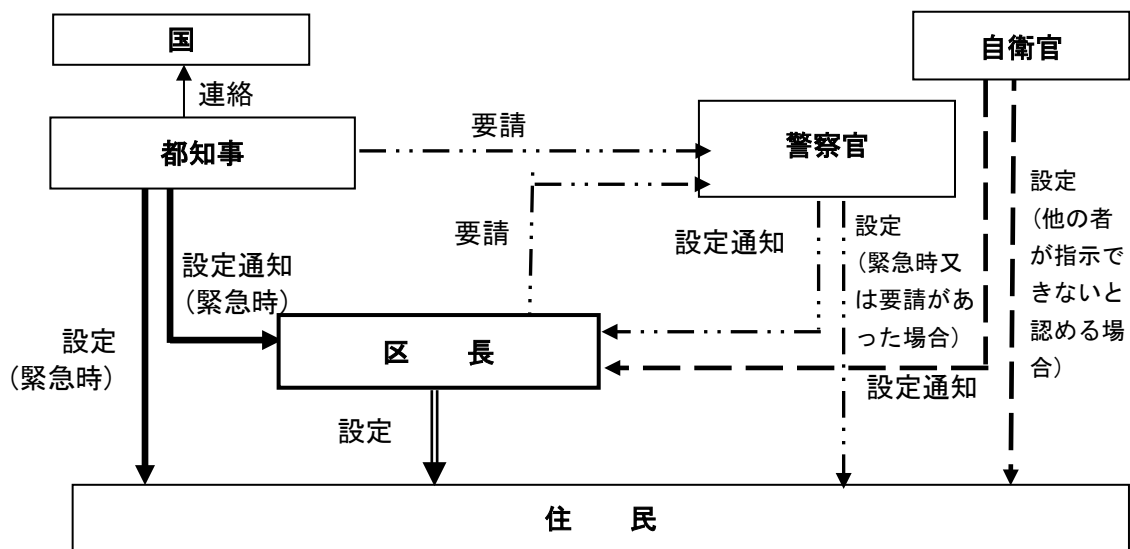 国
自衛官
連絡
都知事
要請
警察官
要請
設定通知
設定
(緊急時又
は要請があ
った場合)
設定
(他の者
が指示で
きないと
認める場
合)
設定通知
(緊急時)
設定
(緊急時)
区　　長
設定通知
設定
住　　民